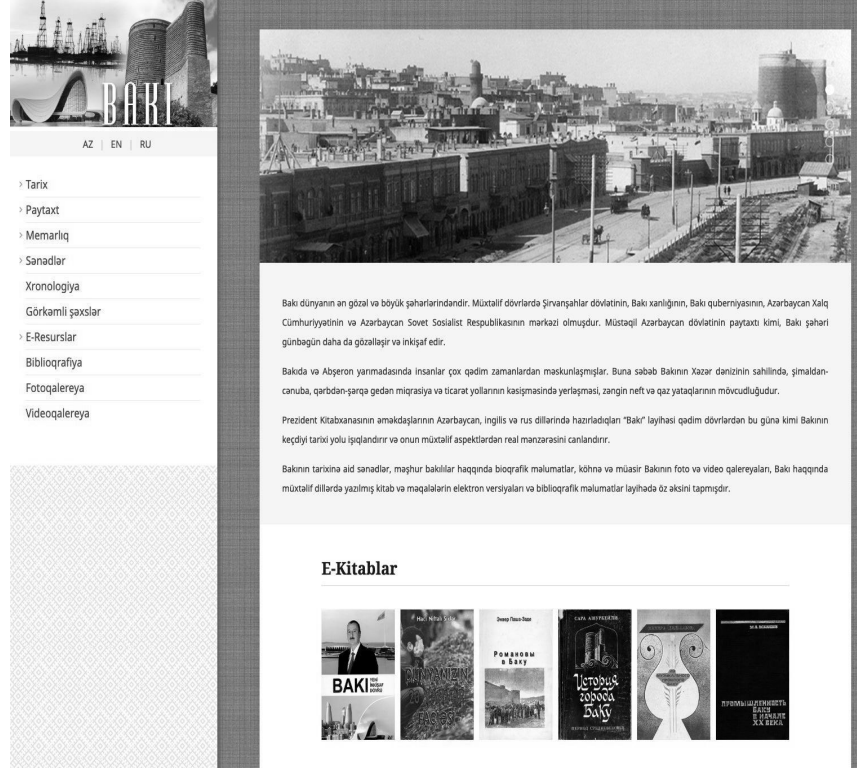 BAKI
AZ | EN | RU
Tarix
Paytaxt
Memarlıq
Sənədlər
Xronologiya
Görkəmli şəxslər
E-Resurslar
Biblioqrafiya
Fotoqalereya
Videoqalereya
Bakı dünyanın ən gözəl və böyük şəhərlərindəndir. Müxtəlif dövrlərdə Şirvanşahlar dövlətinin, Bakı xanlığının, Bakı quberniyasının, Azərbaycan Xalq
Cümhuriyyətinin və Azərbaycan Sovet Sosialist Respublikasının mərkəzi olmuşdur. Müstəqil Azərbaycan dövlətinin paytaxtı kimi, Bakı şəhəri
günbəgün daha da gözəlləşir və inkişaf edir.
Bakıda və Abşeron yarımadasında insanlar çox qədim zamanlardan məskunlaşmışlar. Buna səbəb Bakının Xəzər dənizinin sahilində, şimaldan-
cənuba, qərbdən-şərqə gedən miqrasiya və ticarət yollarının kəsişməsində yerləşməsi, zəngin neft və qaz yataqlarının mövcudluğudur.
Prezident Kitabxanasının əməkdaşlarının Azərbaycan, ingilis və rus dillərində hazırladıqları “Bakı” layihəsi qədim dövrlərdən bu günə kimi Bakının
keçdiyi tarixi yolu işıqlandırır və onun müxtəlif aspektlərdən real mənzərəsini canlandırır.
Bakının tarixinə aid sənədlər, məşhur bakılılar haqqında bioqrafik məlumatlar, köhnə və müasir Bakının foto və video qalereyaları, Bakı haqqında
müxtəlif dillərdə yazılmış kitab və məqalələrin elektron versiyaları və biblioqrafik məlumatlar layihədə öz əksini tapmışdır.
E-Kitablar
BAKI
Романовы
в Баку
САРА АШУРБЕЙЛИ
История
города
Баку
ПРОМЫШЛЕННОСТЬ
БАКУ
В НАЧАЛЕ
XX ВЕКА